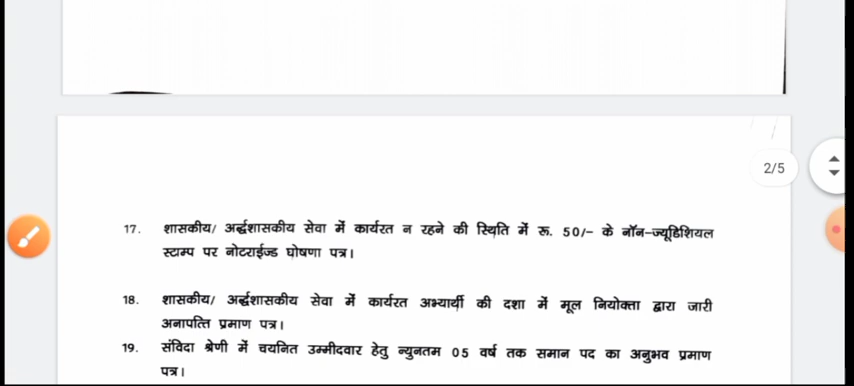 2/5
17. शासकीय/ अर्द्धशासकीय सेवा में कार्यरत न रहने की स्थिति में रू. 50/- के नॉन-ज्यूडिशियल
स्टाम्प पर नोटराईज्ड घोषणा पत्र।
18. शासकीय/ अर्द्धशासकीय सेवा में कार्यरत अभ्यार्थी की दशा में मूल नियोक्ता द्वारा जारी
अनापत्ति प्रमाण पत्र।
19. संविदा श्रेणी में चयनित उम्मीदवार हेतु न्युनतम 05 वर्ष तक समान पद का अनुभव प्रमाण
पत्र।